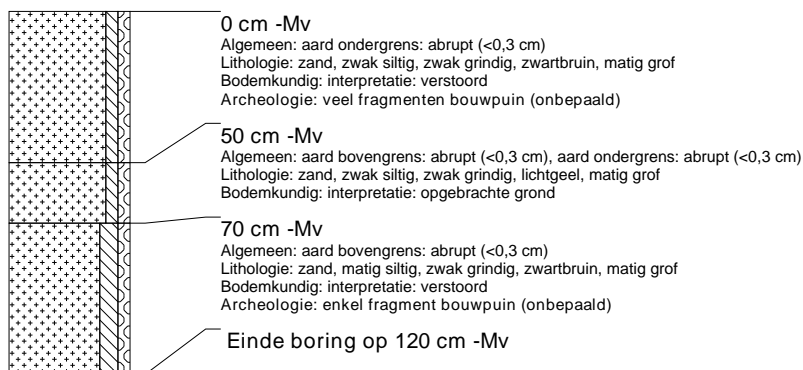 0 cm -Mv
Algemeen: aard ondergrens: abrupt (<0,3 cm)
Lithologie: zand, zwak siltig, zwak grindig, zwartbruin, matig grof
Bodemkundig: interpretatie: verstoord
Archeologie: veel fragmenten bouwpuin (onbepaald)
50 cm -Mv
Algemeen: aard bovengrens: abrupt (<0,3 cm), aard ondergrens: abrupt (<0,3 cm)
Lithologie: zand, zwak siltig, zwak grindig, lichtgeel, matig grof
Bodemkundig: interpretatie: opgebrachte grond
70 cm -Mv
Algemeen: aard bovengrens: abrupt (<0,3 cm)
Lithologie: zand, matig siltig, zwak grindig, zwartbruin, matig grof
Bodemkundig: interpretatie: verstoord
Archeologie: enkel fragment bouwpuin (onbepaald)
Einde boring op 120 cm -Mv